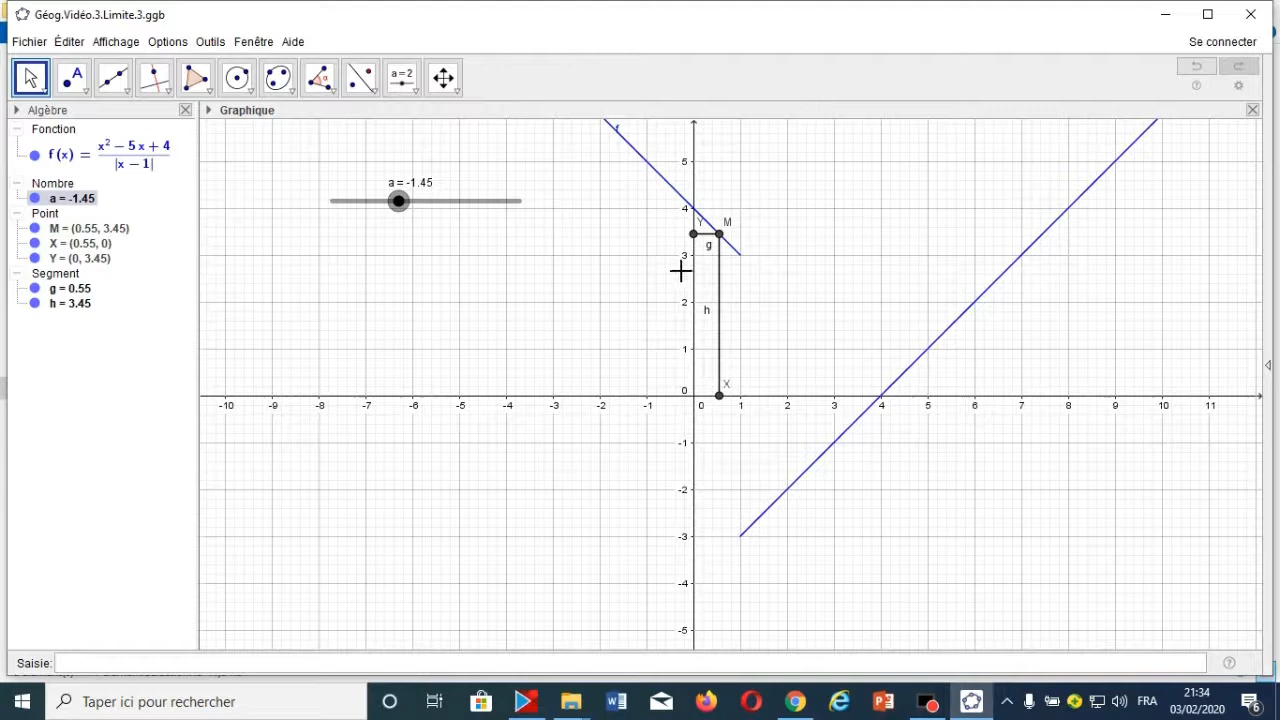 Géog.Vidéo.3.Limite.3.ggb
Fichier Éditer Affichage Options Outils Fenêtre Aide
Se connecter
A
α
a = 2
Algèbre
Graphique
Fonction
f(x) = (x² − 5x + 4) / |x − 1|
Nombre
a = -1.45
Point
M = (0.55, 3.45)
X = (0.55, 0)
Y = (0, 3.45)
Segment
g = 0.55
h = 3.45
a = -1.45
f
5
4
Y M
g
3
2
h
1
X
0
-10 -9 -8 -7 -6 -5 -4 -3 -2 -1 0 1 2 3 4 5 6 7 8 9 10 11
-1
-2
-3
-4
-5
Saisie:
Taper ici pour rechercher
FRA
21:34
03/02/2020
6